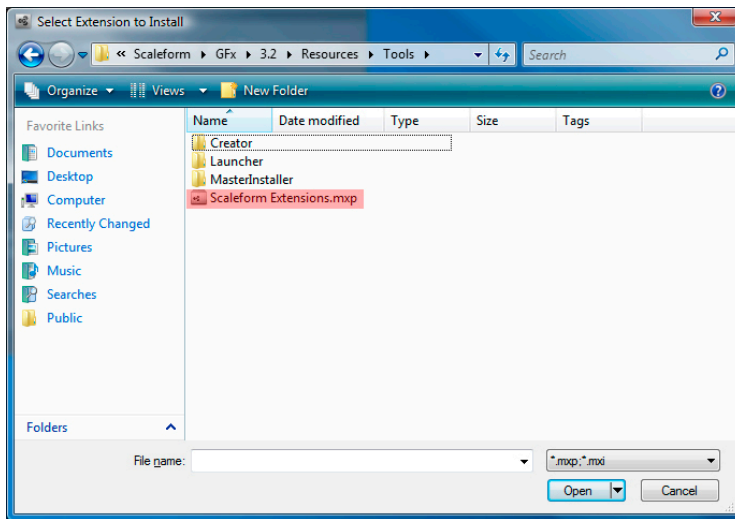 Select Extension to Install
« Scaleform ▸ GFx ▸ 3.2 ▸ Resources ▸ Tools ▸ Search
Organize Views New Folder
Favorite Links
Documents
Desktop
Computer
Recently Changed
Pictures
Music
Searches
Public
Folders
Name Date modified Type Size Tags
Creator
Launcher
MasterInstaller
Scaleform Extensions.mxp
File name: *.mxp;*.mxi
Open Cancel